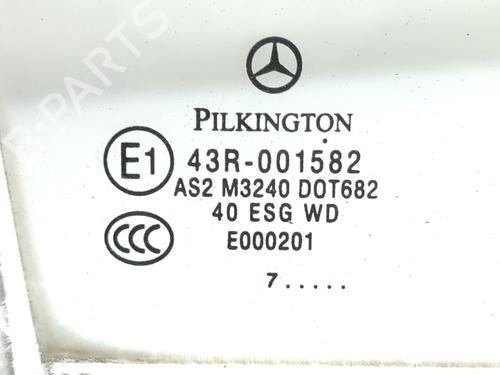 B-PARTS
PILKINGTON
E1 43R-001582
AS2 M3240 DOT682
CCC 40 ESG WD
E000201
7.....